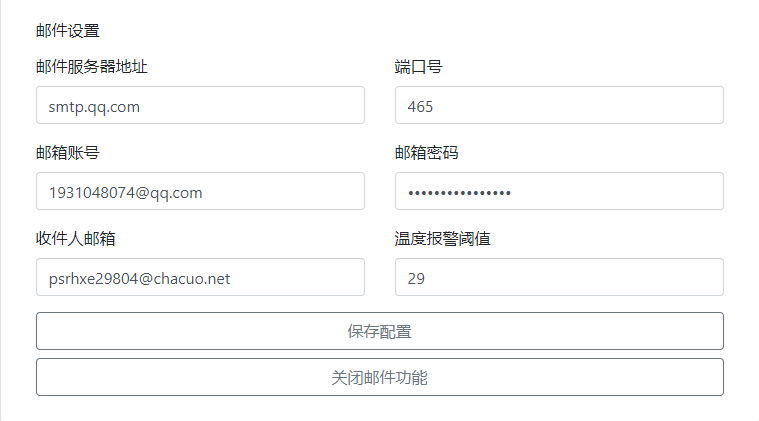 邮件设置
邮件服务器地址 端口号
smtp.qq.com 465
邮箱账号 邮箱密码
1931048074@qq.com ••••••••••••••••
收件人邮箱 温度报警阈值
psrhxe29804@chacuo.net 29
保存配置
关闭邮件功能